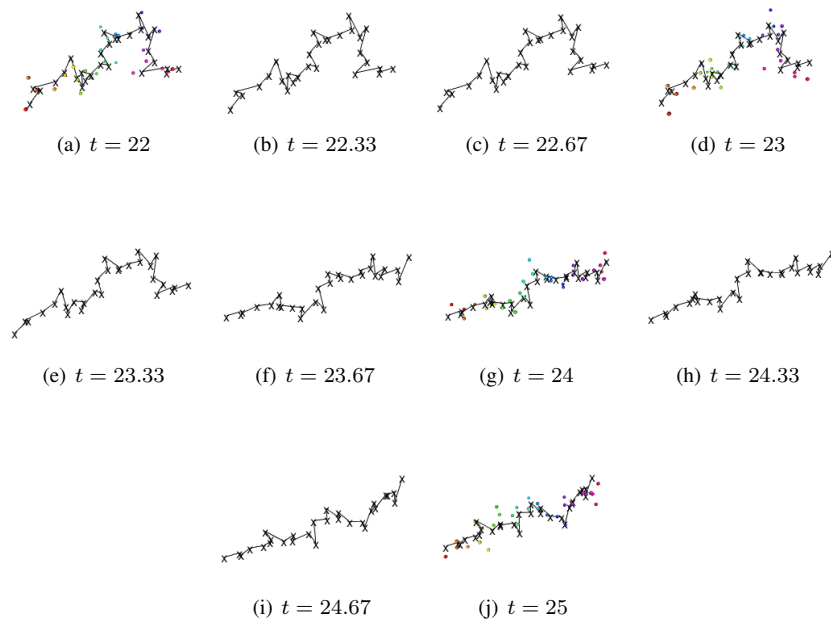 (a) t = 22
(b) t = 22.33
(c) t = 22.67
(d) t = 23
(e) t = 23.33
(f) t = 23.67
(g) t = 24
(h) t = 24.33
(i) t = 24.67
(j) t = 25